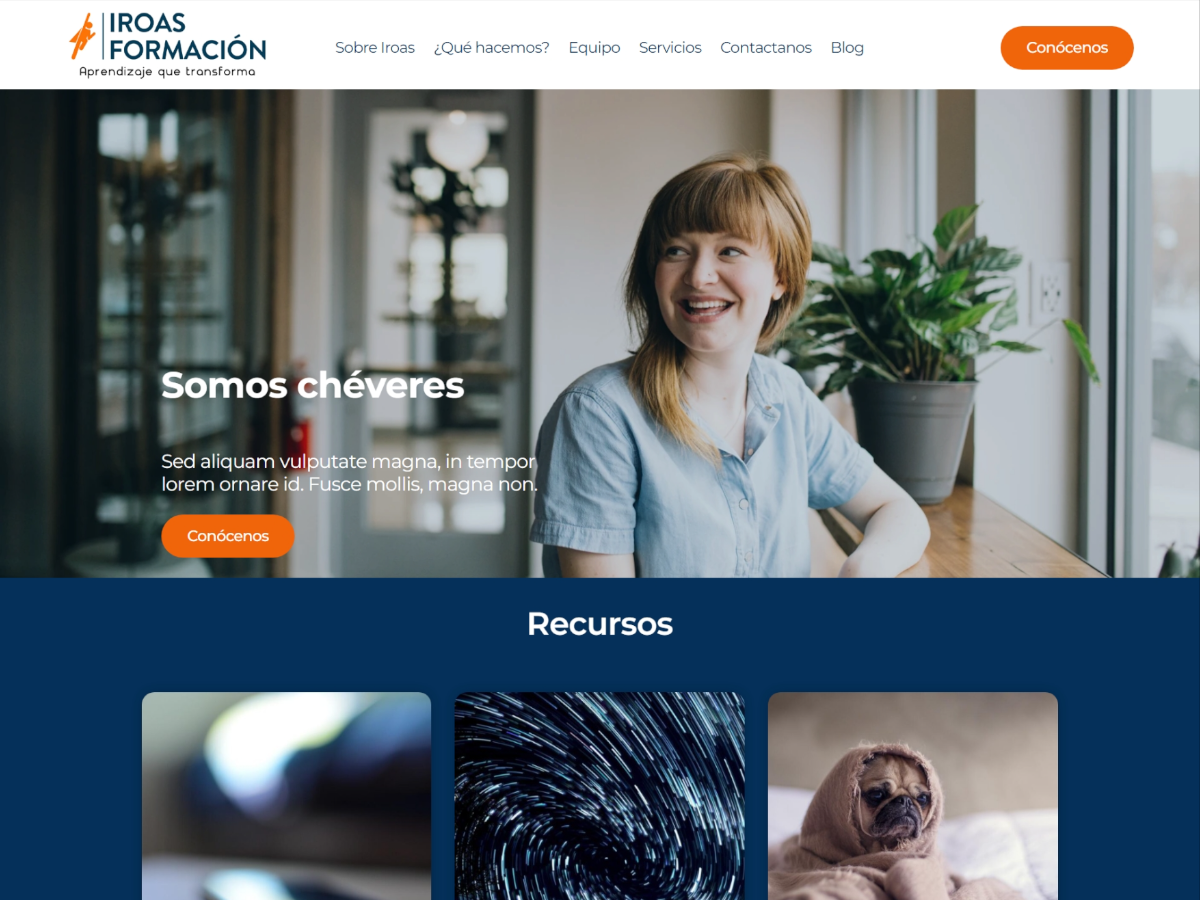 IROAS
FORMACIÓN
Aprendizaje que transforma
Sobre Iroas
¿Qué hacemos?
Equipo
Servicios
Contactanos
Blog
Conócenos
Somos chéveres
Sed aliquam vulputate magna, in tempor
lorem ornare id. Fusce mollis, magna non.
Conócenos
Recursos